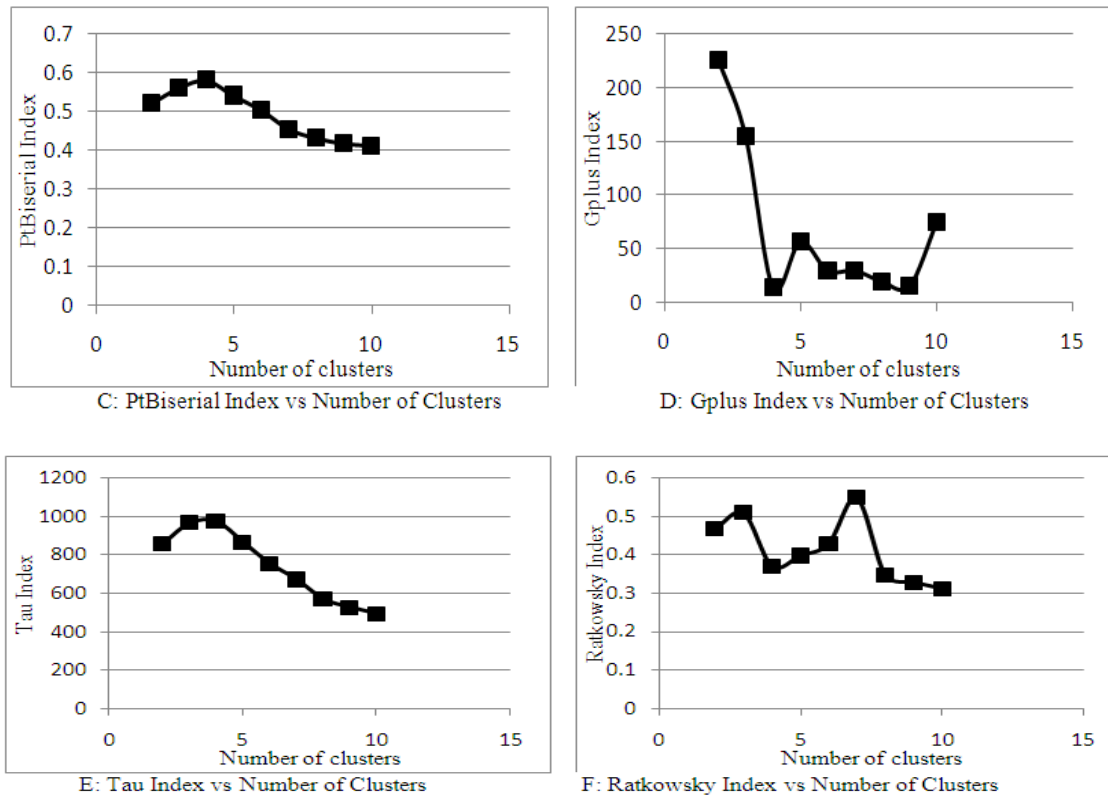 0.7
0.6
0.5
0.4
0.3
0.2
0.1
0
PtBiserial Index
0 5 10 15
Number of clusters
C: PtBiserial Index vs Number of Clusters
250
200
150
100
50
0
Gplus Index
0 5 10 15
Number of clusters
D: Gplus Index vs Number of Clusters
1200
1000
800
600
400
200
0
Tau Index
0 5 10 15
Number of clusters
E: Tau Index vs Number of Clusters
0.6
0.5
0.4
0.3
0.2
0.1
0
Ratkowsky Index
0 5 10 15
Number of clusters
F: Ratkowsky Index vs Number of Clusters